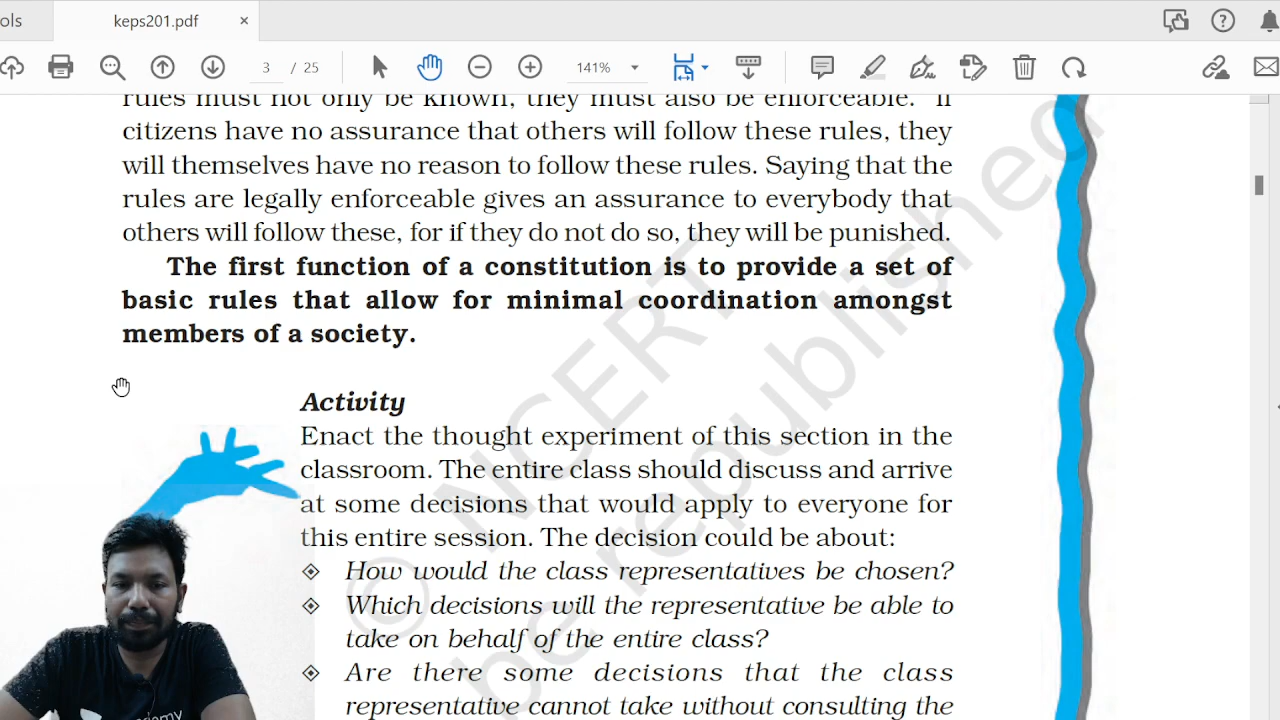 ols
keps201.pdf
×
3 / 25
141%
rules must not only be known, they must also be enforceable. If
citizens have no assurance that others will follow these rules, they
will themselves have no reason to follow these rules. Saying that the
rules are legally enforceable gives an assurance to everybody that
others will follow these, for if they do not do so, they will be punished.
The first function of a constitution is to provide a set of
basic rules that allow for minimal coordination amongst
members of a society.
Activity
Enact the thought experiment of this section in the
classroom. The entire class should discuss and arrive
at some decisions that would apply to everyone for
this entire session. The decision could be about:
How would the class representatives be chosen?
Which decisions will the representative be able to
take on behalf of the entire class?
Are there some decisions that the class
representative cannot take without consulting the
© NCERT
be republished